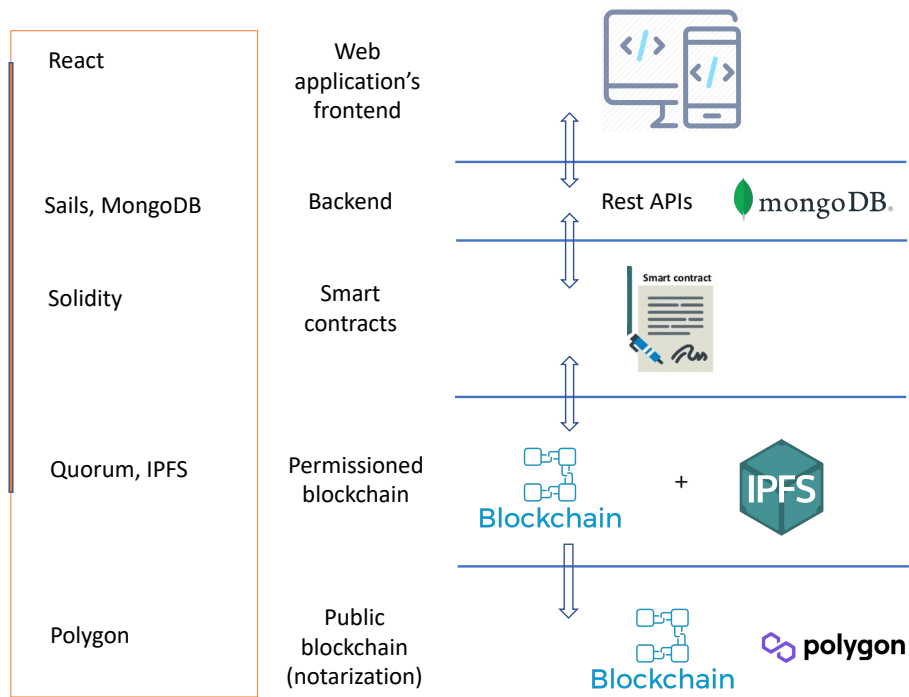 React
Web
application's
frontend
</>
</>
Sails, MongoDB
Backend
Rest APIs
mongoDB®
Solidity
Smart
contracts
Smart contract
Quorum, IPFS
Permissioned
blockchain
Blockchain
+
IPFS
Polygon
Public
blockchain
(notarization)
Blockchain
polygon